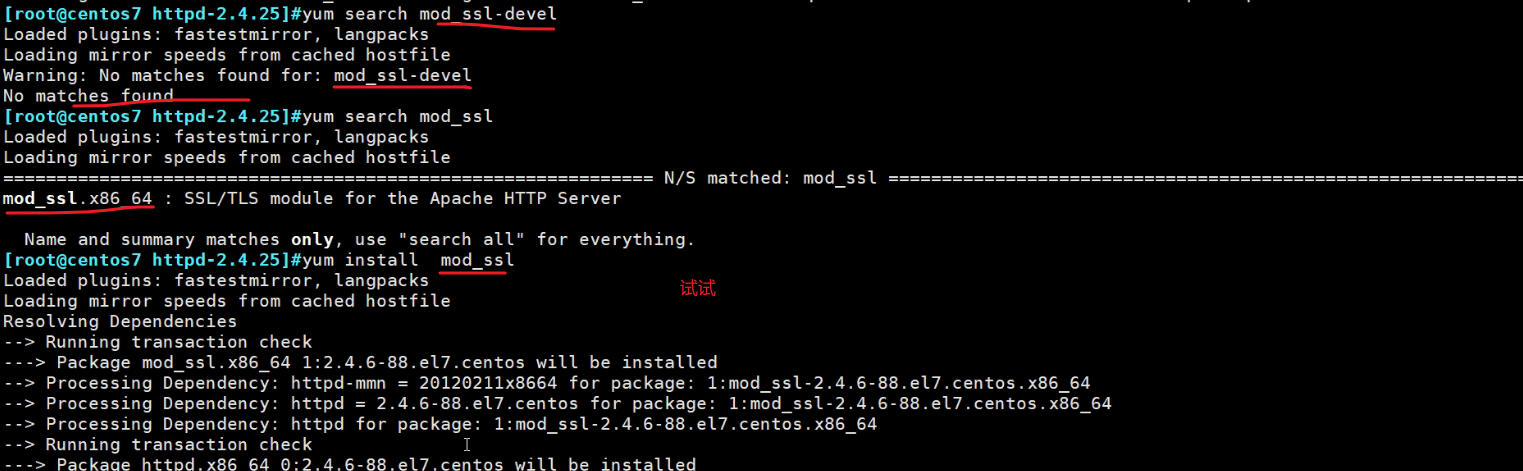 [root@centos7 httpd-2.4.25]#yum search mod_ssl-devel
Loaded plugins: fastestmirror, langpacks
Loading mirror speeds from cached hostfile
Warning: No matches found for: mod_ssl-devel
No matches found
[root@centos7 httpd-2.4.25]#yum search mod_ssl
Loaded plugins: fastestmirror, langpacks
Loading mirror speeds from cached hostfile
============================================================= N/S matched: mod_ssl ============================================================
mod_ssl.x86_64 : SSL/TLS module for the Apache HTTP Server
  Name and summary matches only, use "search all" for everything.
[root@centos7 httpd-2.4.25]#yum install  mod_ssl
Loaded plugins: fastestmirror, langpacks
试试
Loading mirror speeds from cached hostfile
Resolving Dependencies
--> Running transaction check
---> Package mod_ssl.x86_64 1:2.4.6-88.el7.centos will be installed
--> Processing Dependency: httpd-mmn = 20120211x8664 for package: 1:mod_ssl-2.4.6-88.el7.centos.x86_64
--> Processing Dependency: httpd = 2.4.6-88.el7.centos for package: 1:mod_ssl-2.4.6-88.el7.centos.x86_64
--> Processing Dependency: httpd for package: 1:mod_ssl-2.4.6-88.el7.centos.x86_64
--> Running transaction check
---> Package httpd.x86_64 0:2.4.6-88.el7.centos will be installed